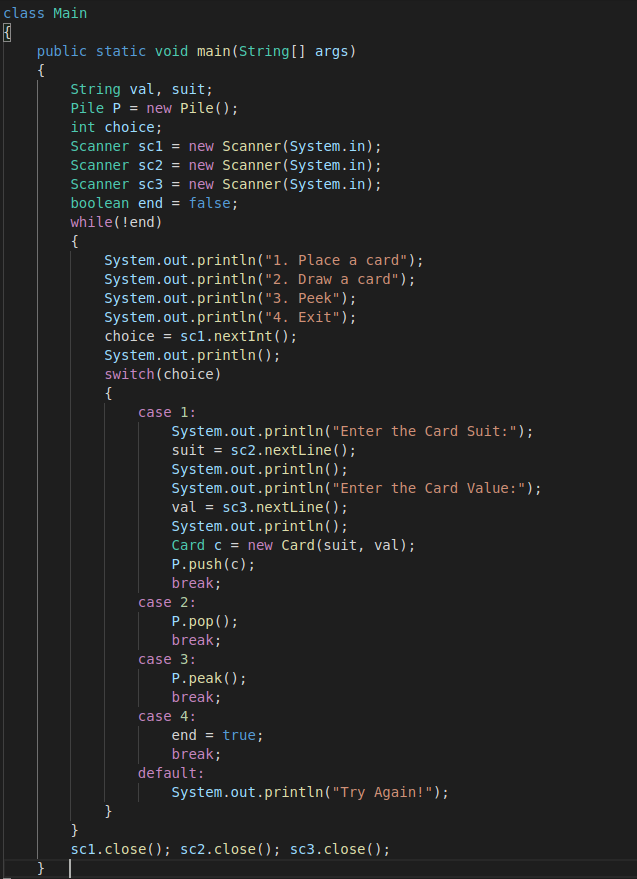 class Main
{
    public static void main(String[] args)
    {
        String val, suit;
        Pile P = new Pile();
        int choice;
        Scanner sc1 = new Scanner(System.in);
        Scanner sc2 = new Scanner(System.in);
        Scanner sc3 = new Scanner(System.in);
        boolean end = false;
        while(!end)
        {
            System.out.println("1. Place a card");
            System.out.println("2. Draw a card");
            System.out.println("3. Peek");
            System.out.println("4. Exit");
            choice = sc1.nextInt();
            System.out.println();
            switch(choice)
            {
                case 1:
                    System.out.println("Enter the Card Suit:");
                    suit = sc2.nextLine();
                    System.out.println();
                    System.out.println("Enter the Card Value:");
                    val = sc3.nextLine();
                    System.out.println();
                    Card c = new Card(suit, val);
                    P.push(c);
                    break;
                case 2:
                    P.pop();
                    break;
                case 3:
                    P.peak();
                    break;
                case 4:
                    end = true;
                    break;
                default:
                    System.out.println("Try Again!");
            }
        }
        sc1.close(); sc2.close(); sc3.close();
    }